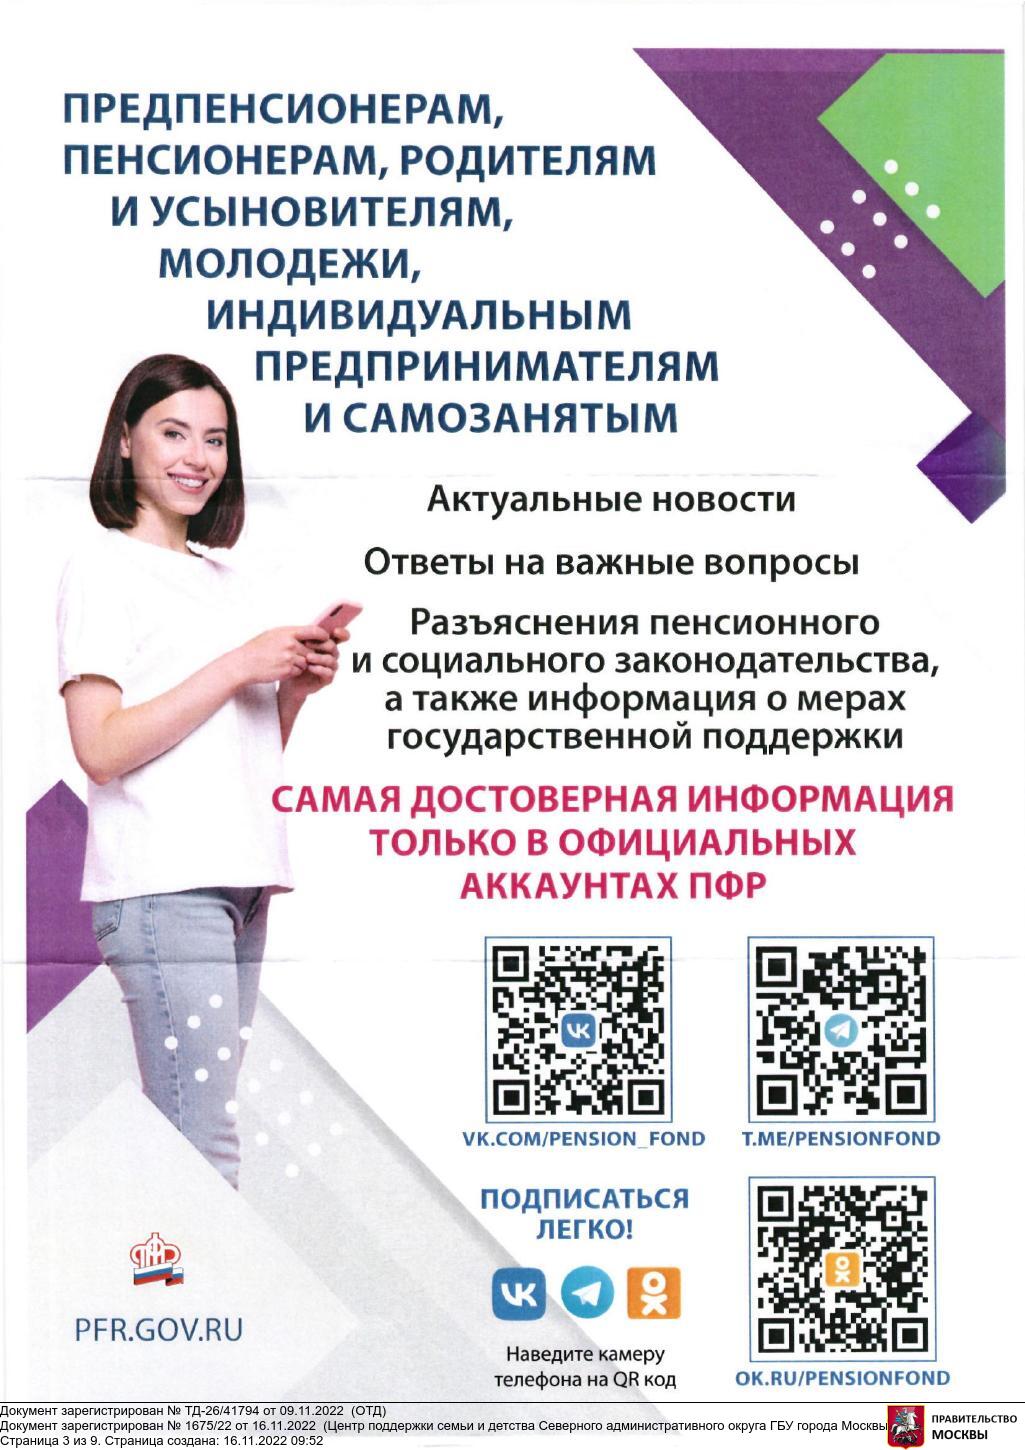 ПРЕДПЕНСИОНЕРАМ,
ПЕНСИОНЕРАМ, РОДИТЕЛЯМ
И УСЫНОВИТЕЛЯМ,
МОЛОДЕЖИ,
ИНДИВИДУАЛЬНЫМ
ПРЕДПРИНИМАТЕЛЯМ
И САМОЗАНЯТЫМ
Актуальные новости
Ответы на важные вопросы
Разъяснения пенсионного
и социального законодательства,
а также информация о мерах
государственной поддержки
САМАЯ ДОСТОВЕРНАЯ ИНФОРМАЦИЯ
ТОЛЬКО В ОФИЦИАЛЬНЫХ
АККАУНТАХ ПФР
VK.COM/PENSION_FOND
T.ME/PENSIONFOND
ПОДПИСАТЬСЯ
ЛЕГКО!
Наведите камеру
телефона на QR код
OK.RU/PENSIONFOND
ПФР
PFR.GOV.RU
Документ зарегистрирован № ТД-26/41794 от 09.11.2022 (ОТД)
Документ зарегистрирован № 1675/22 от 16.11.2022 (Центр поддержки семьи и детства Северного административного округа ГБУ города Москвы
Страница 3 из 9. Страница создана: 16.11.2022 09:52
ПРАВИТЕЛЬСТВО
МОСКВЫ